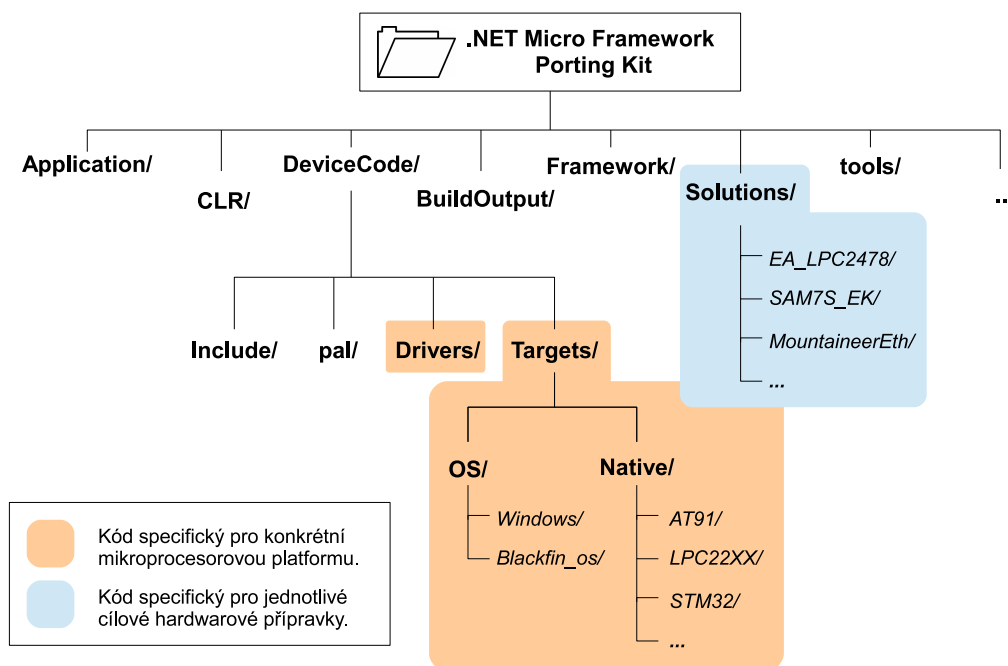 .NET Micro Framework
Porting Kit
Application/
DeviceCode/
Framework/
tools/
CLR/
BuildOutput/
Solutions/
...
EA_LPC2478/
SAM7S_EK/
MountaineerEth/
...
Include/
pal/
Drivers/
Targets/
OS/
Native/
Windows/
Blackfin_os/
AT91/
LPC22XX/
STM32/
...
Kód specifický pro konkrétní
mikroprocesorovou platformu.
Kód specifický pro jednotlivé
cílové hardwarové přípravky.